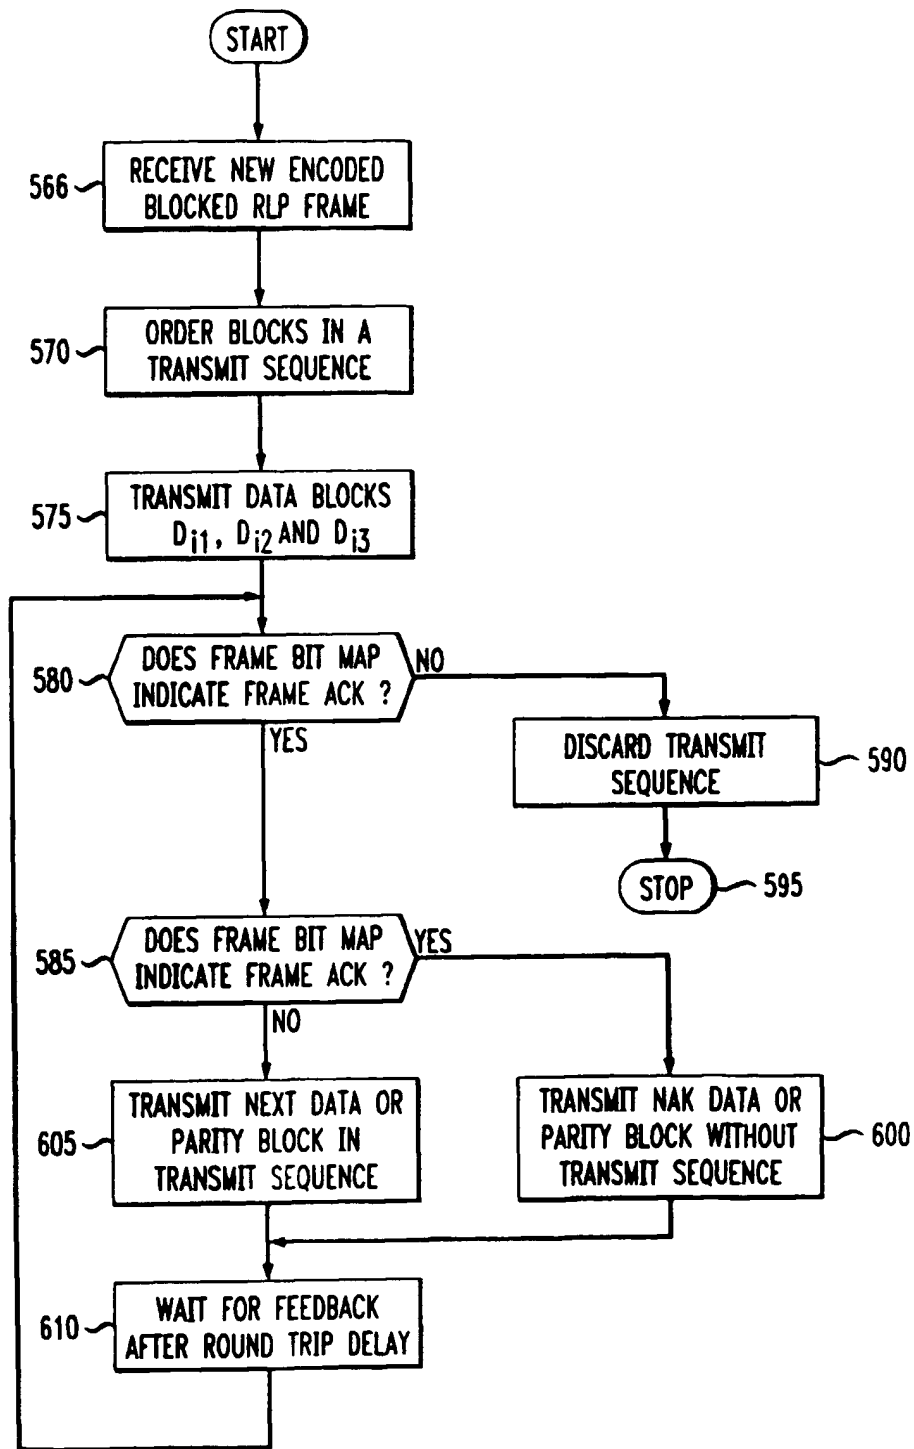 START
566
RECEIVE NEW ENCODED
BLOCKED RLP FRAME
570
ORDER BLOCKS IN A
TRANSMIT SEQUENCE
575
TRANSMIT DATA BLOCKS
Di1, Di2 AND Di3
580
DOES FRAME BIT MAP
INDICATE FRAME ACK ?
NO
YES
DISCARD TRANSMIT
SEQUENCE
590
STOP
595
585
DOES FRAME BIT MAP
INDICATE FRAME ACK ?
YES
NO
605
TRANSMIT NEXT DATA OR
PARITY BLOCK IN
TRANSMIT SEQUENCE
TRANSMIT NAK DATA OR
PARITY BLOCK WITHOUT
TRANSMIT SEQUENCE
600
610
WAIT FOR FEEDBACK
AFTER ROUND TRIP DELAY